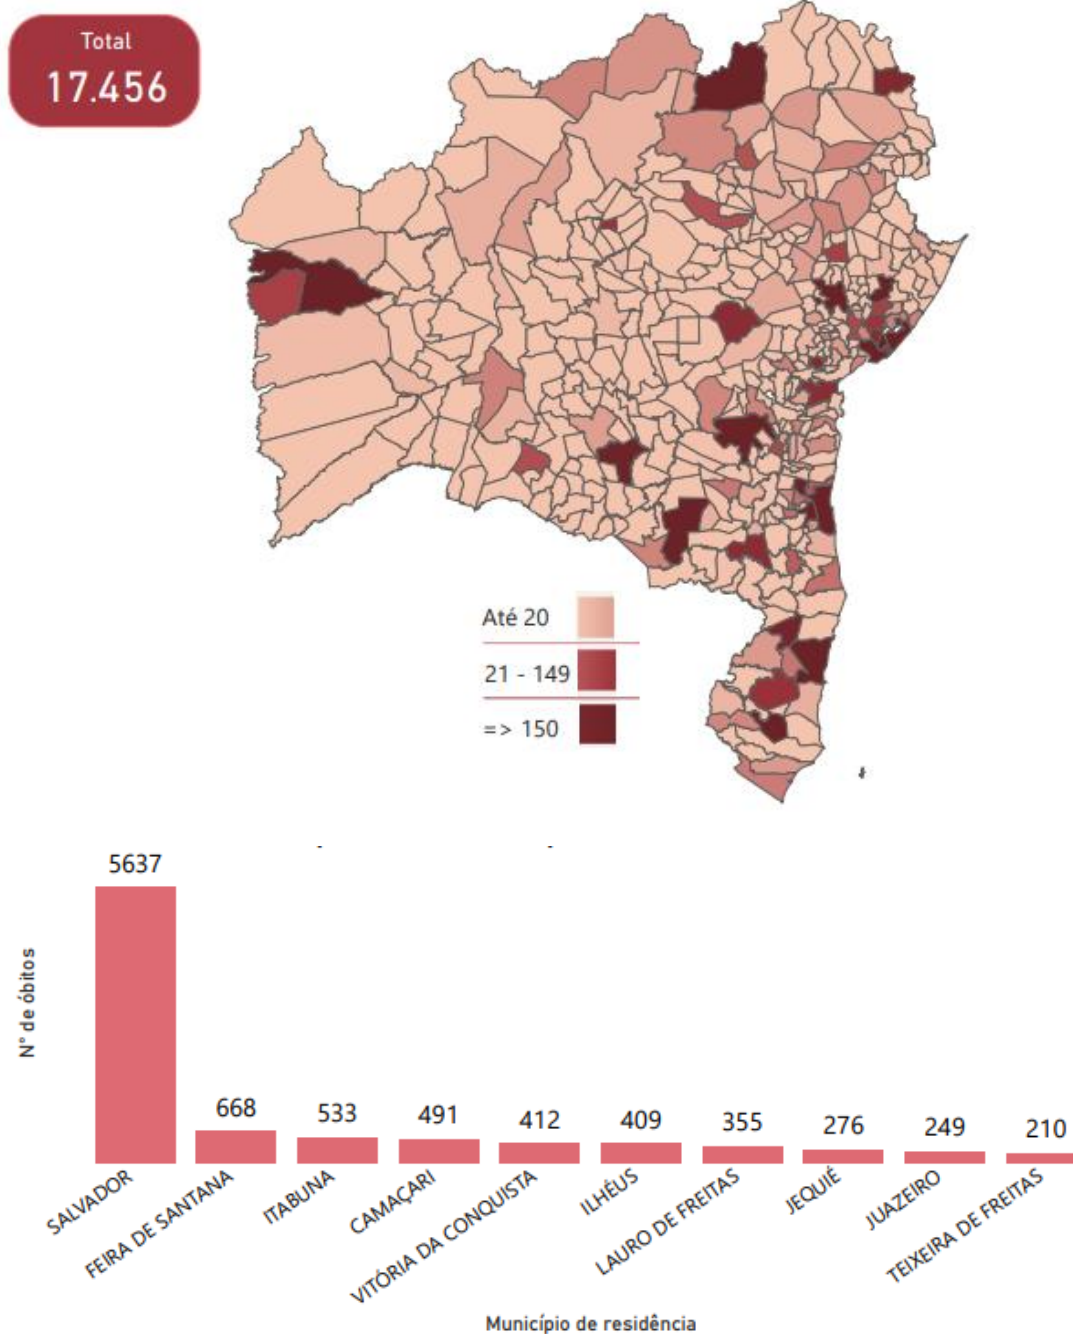 Total
17.456
Até 20
21 - 149
=> 150
5637
668
533
491
412
409
355
276
249
210
N° de óbitos
SALVADOR
FEIRA DE SANTANA
ITABUNA
CAMAÇARI
VITÓRIA DA CONQUISTA
ILHÉUS
LAURO DE FREITAS
JEQUIÉ
JUAZEIRO
TEIXEIRA DE FREITAS
Município de residência